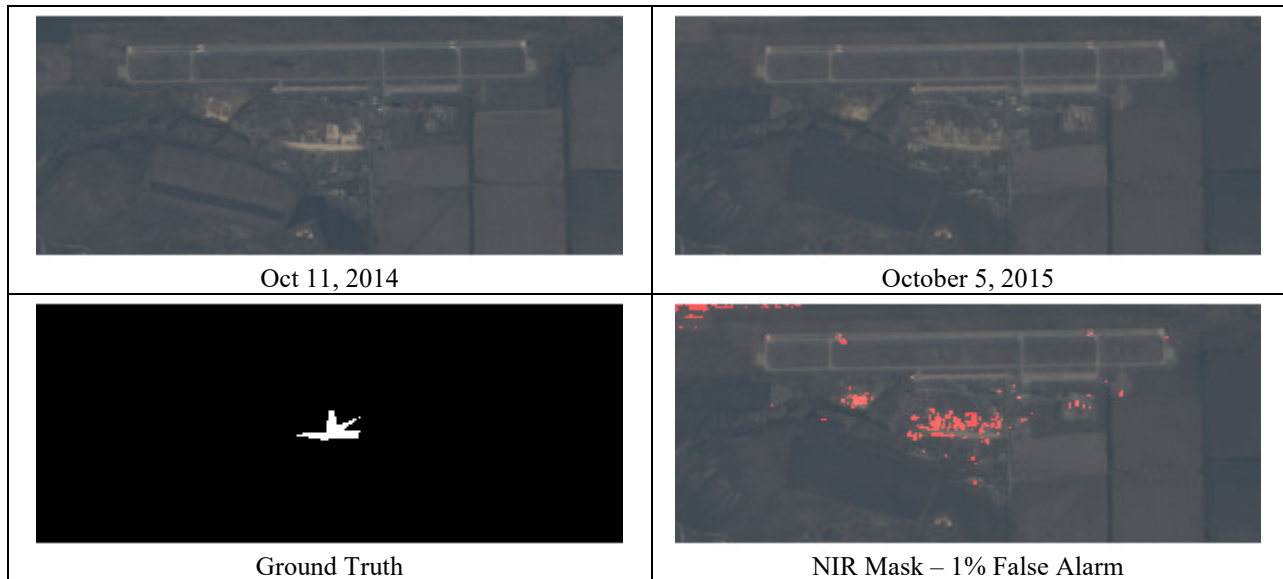 Oct 11, 2014
October 5, 2015
Ground Truth
NIR Mask – 1% False Alarm